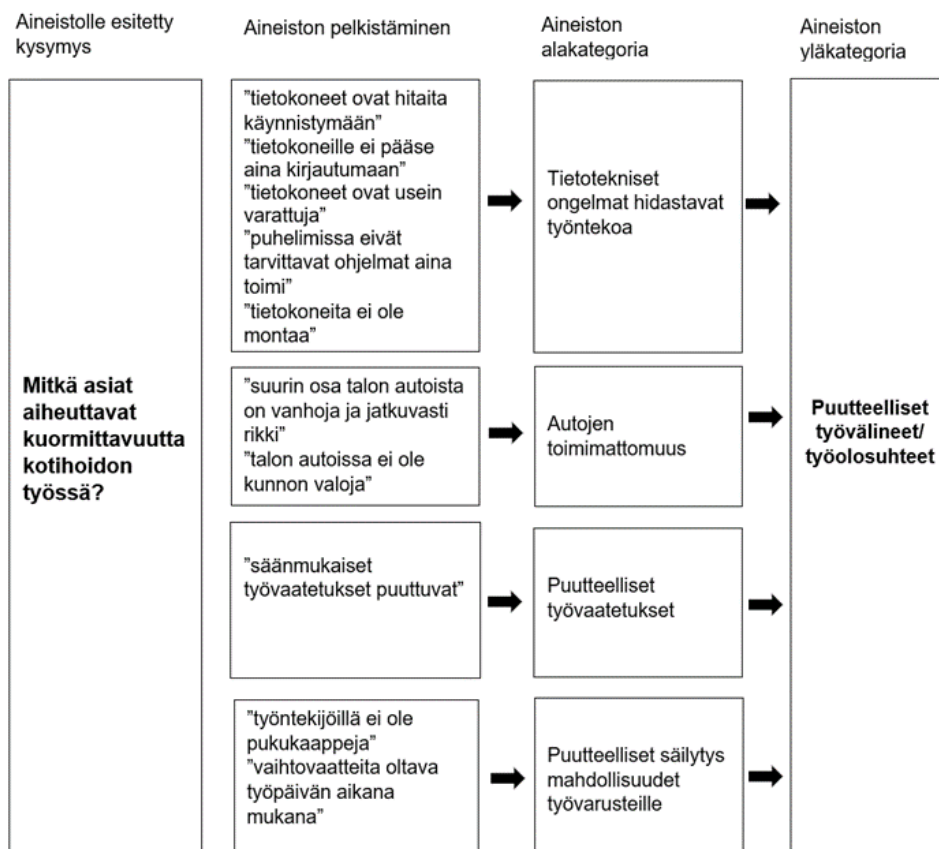 Aineistolle esitetty
kysymys
Aineiston pelkistäminen
Aineiston
alakategoria
Aineiston
yläkategoria
Mitkä asiat
aiheuttavat
kuormittavuutta
kotihoidon
työssä?
”tietokoneet ovat hitaita
käynnistymään”
”tietokoneille ei pääse
aina kirjautumaan”
”tietokoneet ovat usein
varattuja”
”puhelimissa eivät
tarvittavat ohjelmat aina
toimi”
”tietokoneita ei ole
montaa”
Tietotekniset
ongelmat hidastavat
työntekoa
”suurin osa talon autoista
on vanhoja ja jatkuvasti
rikki”
”talon autoissa ei ole
kunnon valoja”
Autojen
toimimattomuus
”säänmukaiset
työvaatetukset puuttuvat”
Puutteelliset
työvaatetukset
”työntekijöillä ei ole
pukukaappeja”
”vaihtovaatteita oltava
työpäivän aikana
mukana”
Puutteelliset säilytys
mahdollisuudet
työvarusteille
Puutteelliset
työvälineet/
työolosuhteet